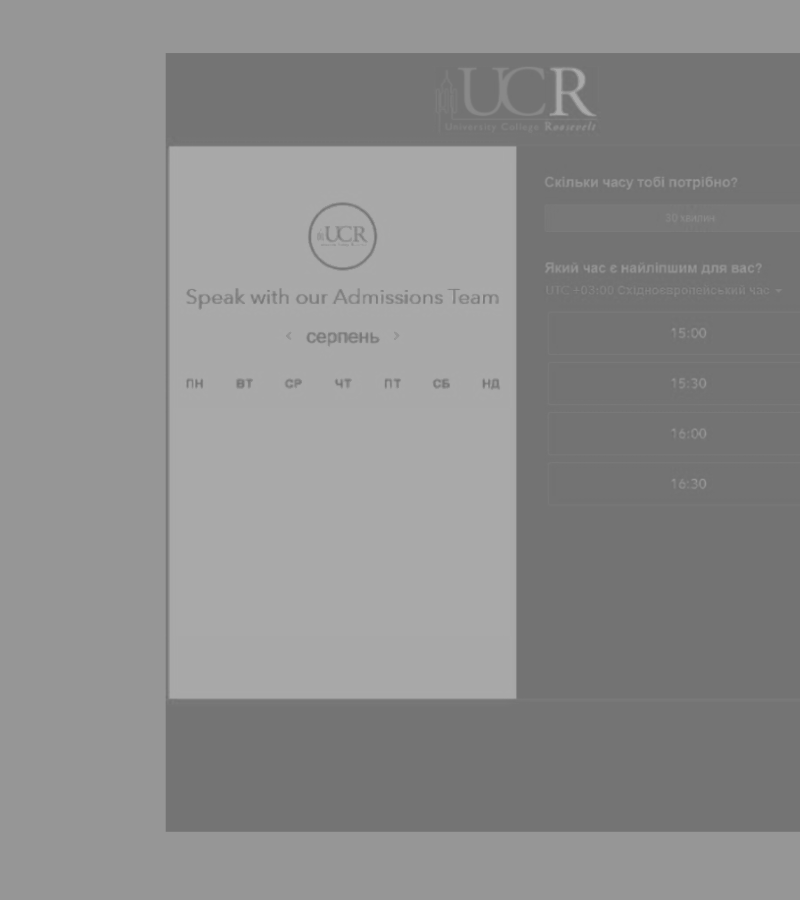 UCR
University College Roosevelt
UCR
Speak with our Admissions Team
< серпень >
ПН ВТ СР ЧТ ПТ СБ НД
Скільки часу тобі потрібно?
30 хвилин
Який час є найліпшим для вас?
UTC +03:00 Східноєвропейський час
15:00
15:30
16:00
16:30